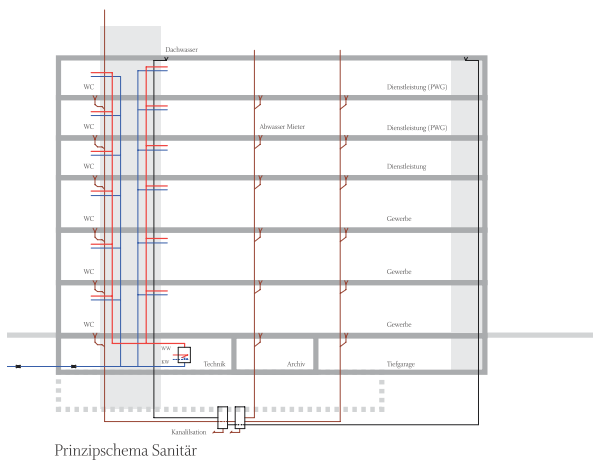 Dachwasser
WC
Dienstleistung (PWG)
WC
Abwasser Mieter
Dienstleistung (PWG)
WC
Dienstleistung
WC
Gewerbe
WC
Gewerbe
WC
Gewerbe
WW
KW
Technik
Archiv
Tiefgarage
Kanalilsation
Prinzipschema Sanitär